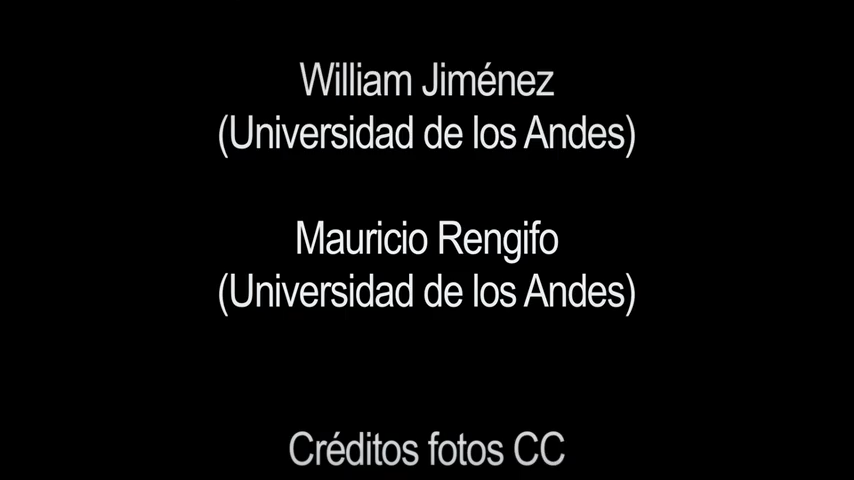 William Jiménez
(Universidad de los Andes)
Mauricio Rengifo
(Universidad de los Andes)
Créditos fotos CC